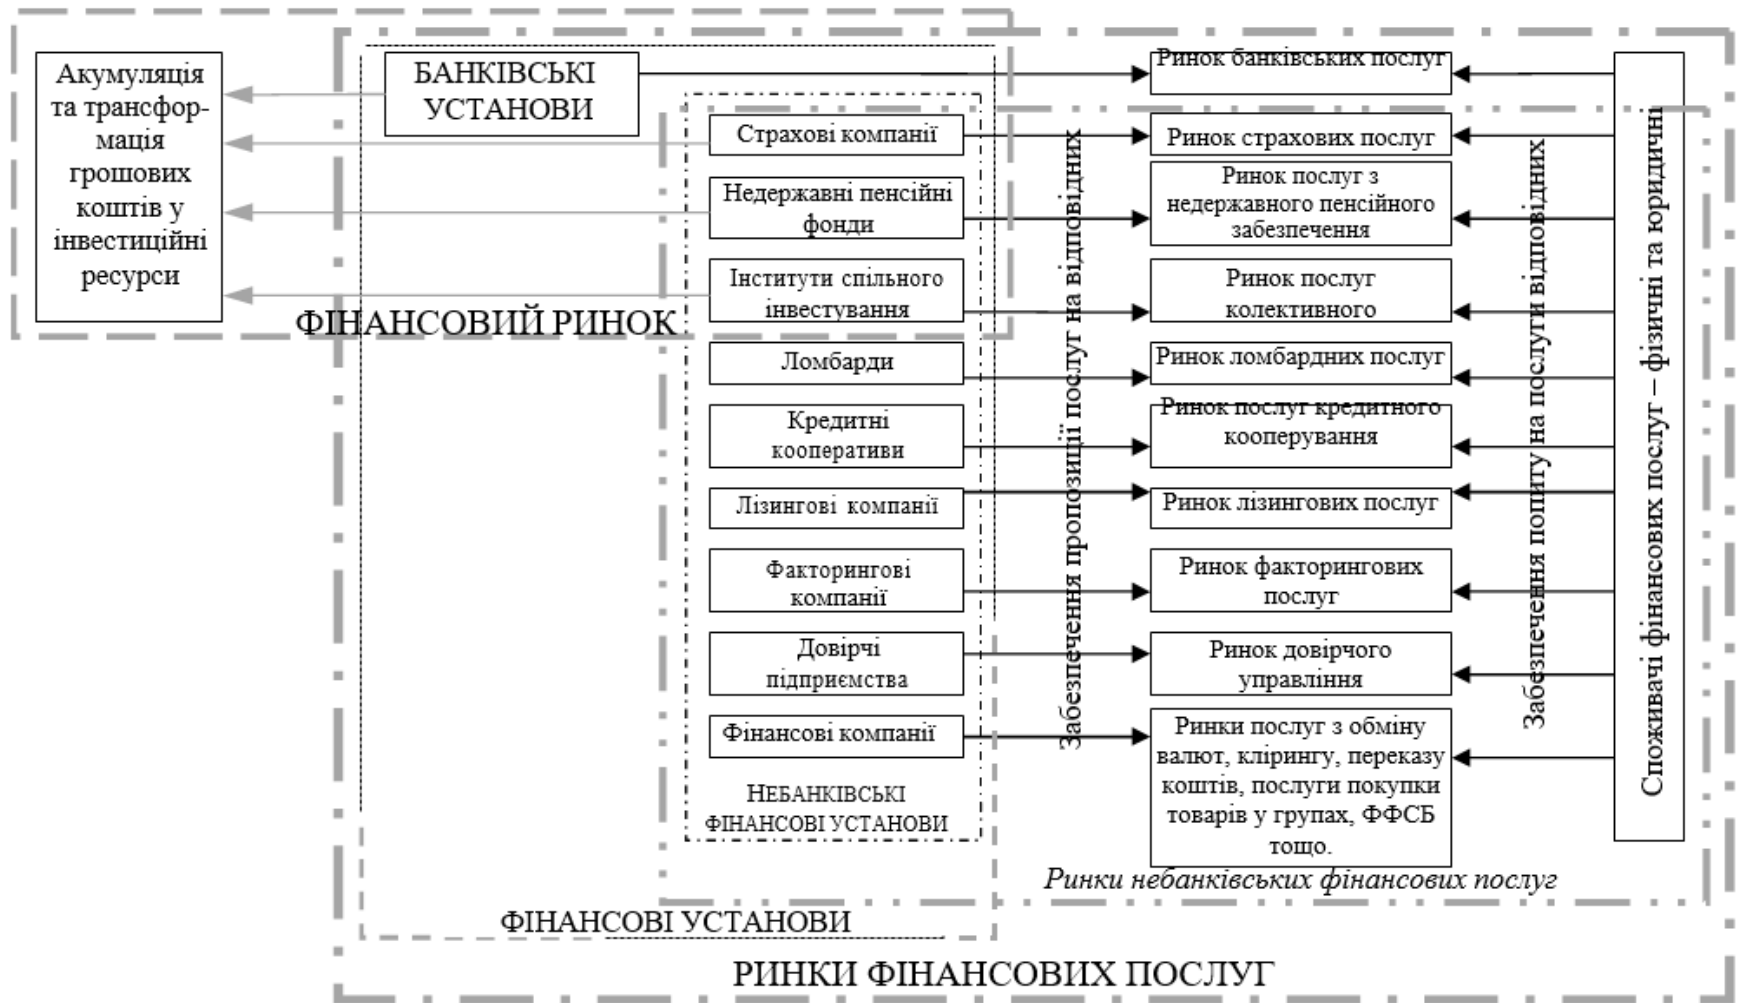 Акумуляція
та трансфор-
мація
грошових
коштів у
інвестиційні
ресурси
БАНКІВСЬКІ
УСТАНОВИ
Страхові компанії
Недержавні пенсійні
фонди
Інститути спільного
інвестування
ФІНАНСОВИЙ РИНОК
Ломбарди
Кредитні
кооперативи
Лізингові компанії
Факторингові
компанії
Довірчі
підприємства
Фінансові компанії
НЕБАНКІВСЬКІ
ФІНАНСОВІ УСТАНОВИ
ФІНАНСОВІ УСТАНОВИ
Забезпечення пропозиції послуг на відповідних
Ринок банківських послуг
Ринок страхових послуг
Ринок послуг з
недержавного пенсійного
забезпечення
Ринок послуг
колективного
Ринок ломбардних послуг
Ринок послуг кредитного
кооперування
Ринок лізингових послуг
Ринок факторингових
послуг
Ринок довірчого
управління
Ринки послуг з обміну
валют, клірингу, переказу
коштів, послуги покупки
товарів у групах, ФФСБ
тощо.
Забезпечення попиту на послуги відповідних
Споживачі фінансових послуг – фізичні та юридичні
Ринки небанківських фінансових послуг
РИНКИ ФІНАНСОВИХ ПОСЛУГ